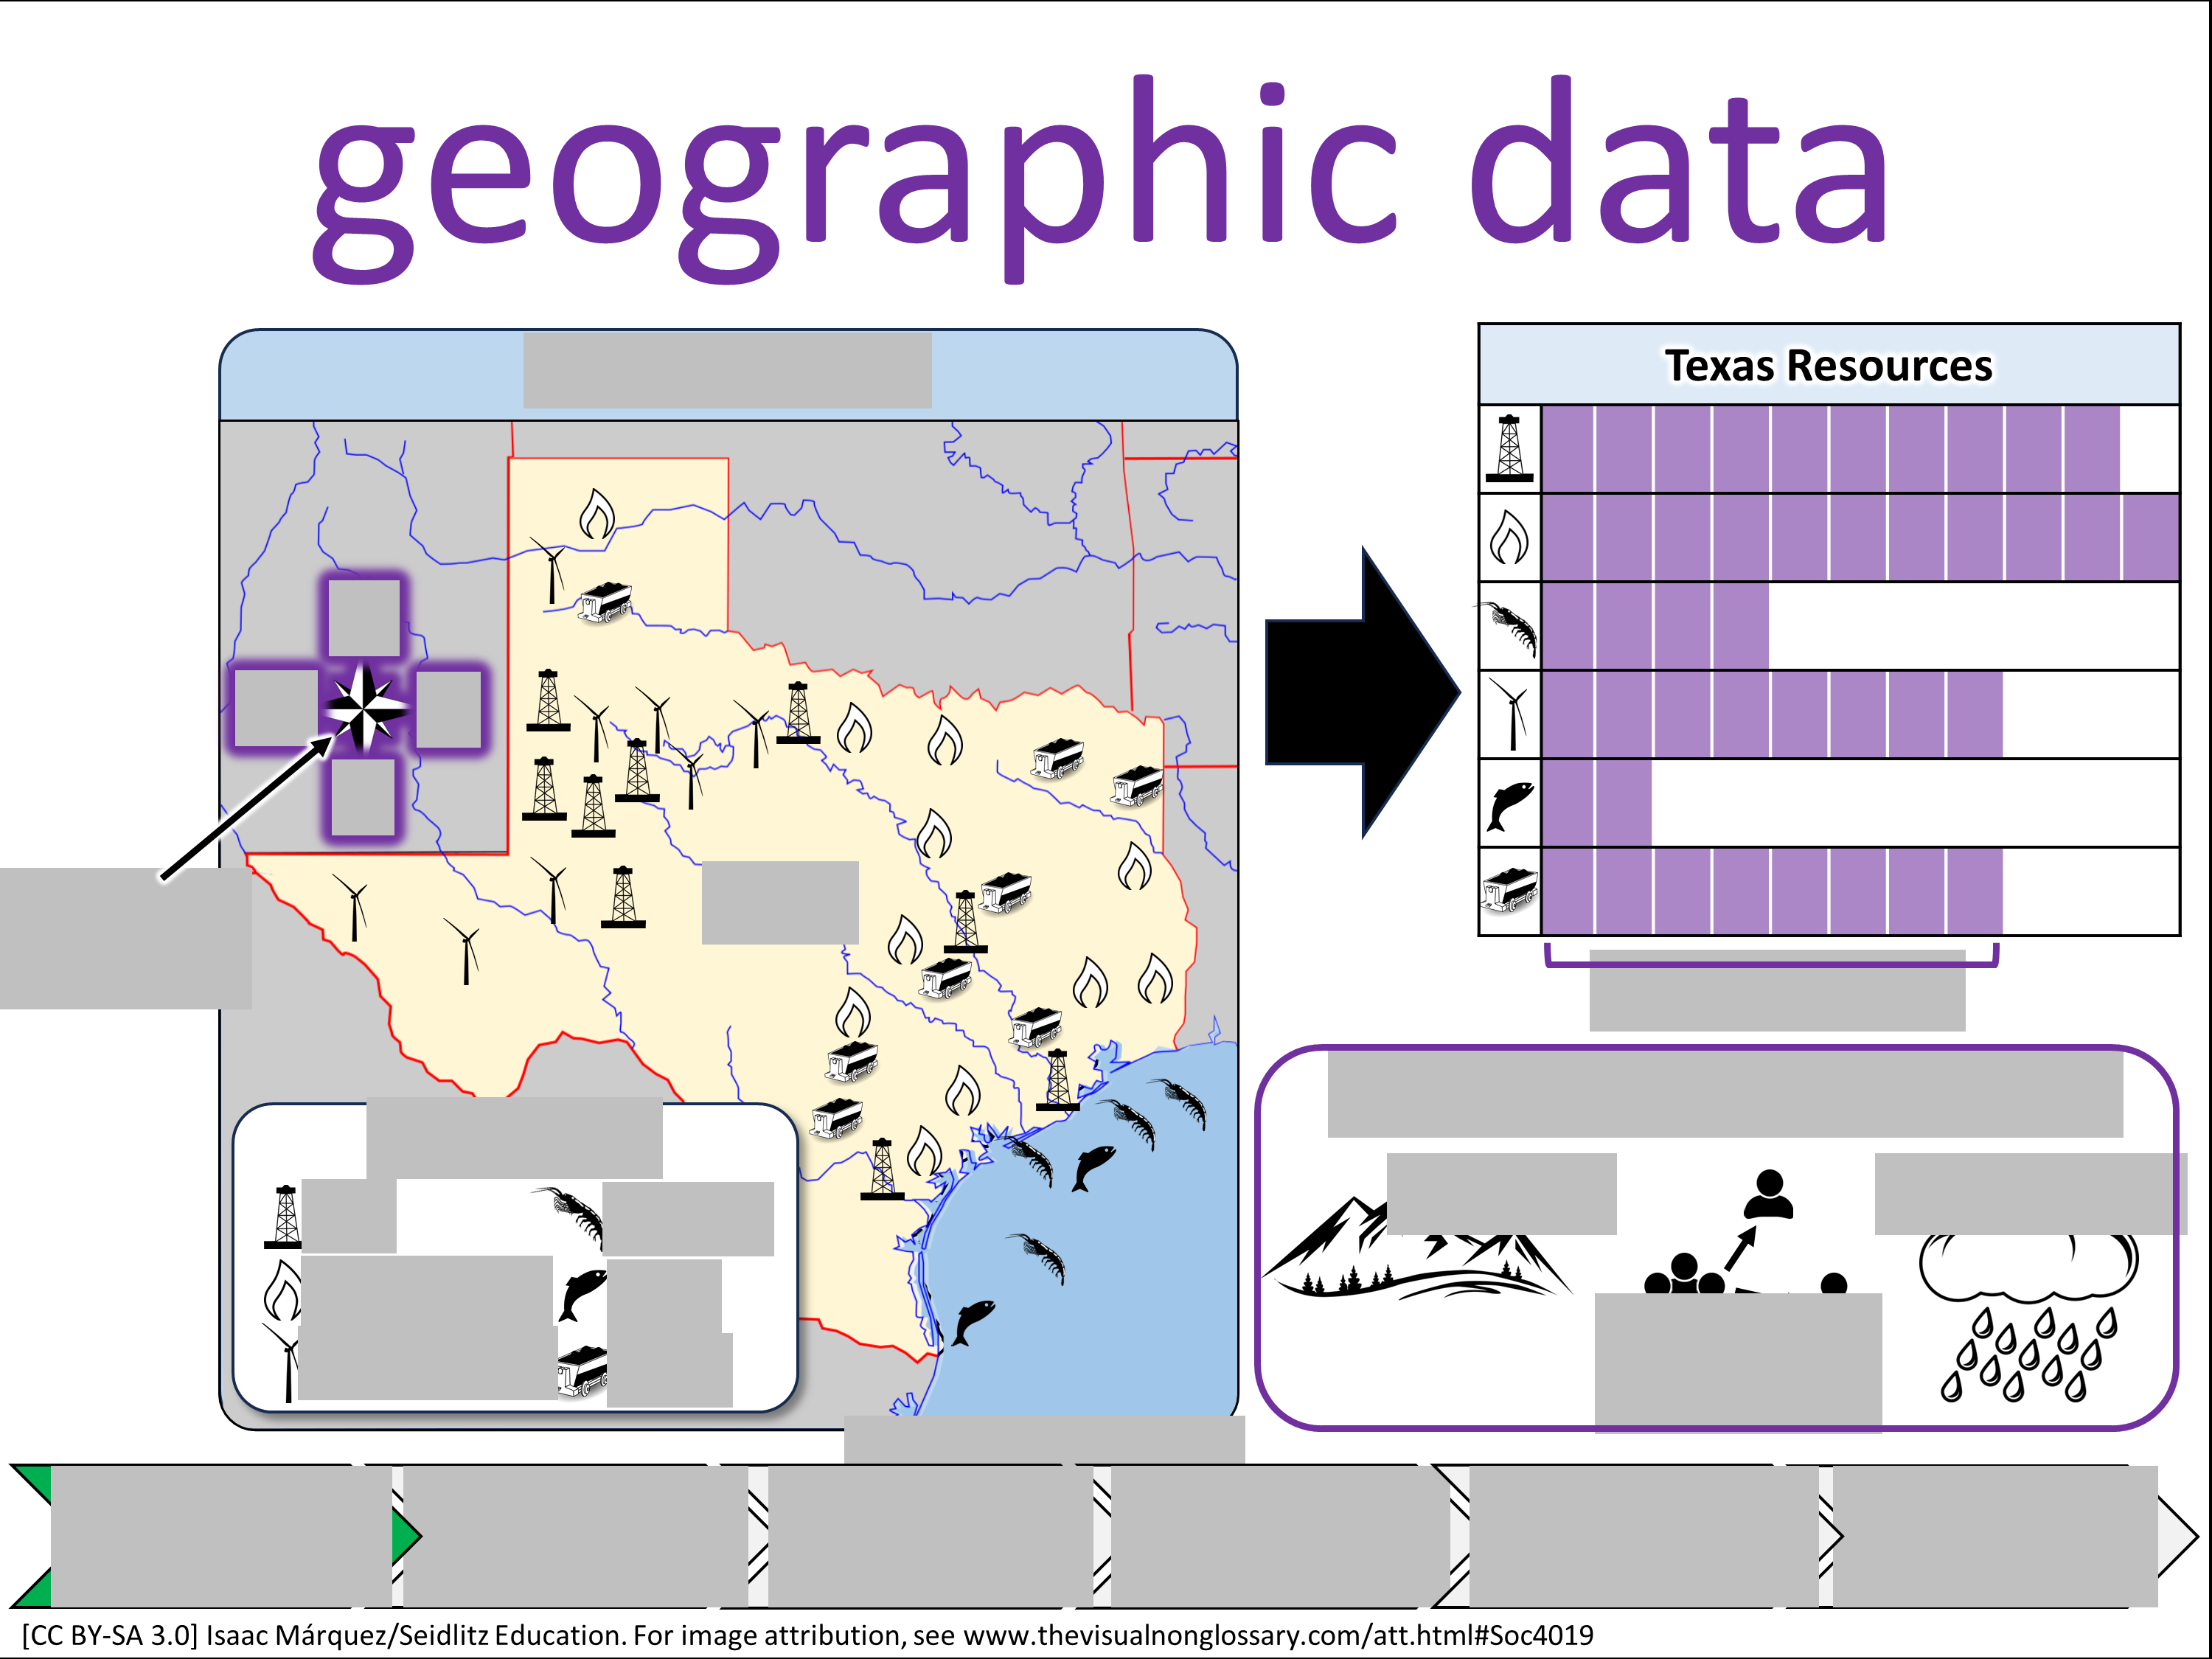 geographic data
Texas Resources
[CC BY-SA 3.0] Isaac Márquez/Seidlitz Education. For image attribution, see www.thevisualnonglossary.com/att.html#Soc4019